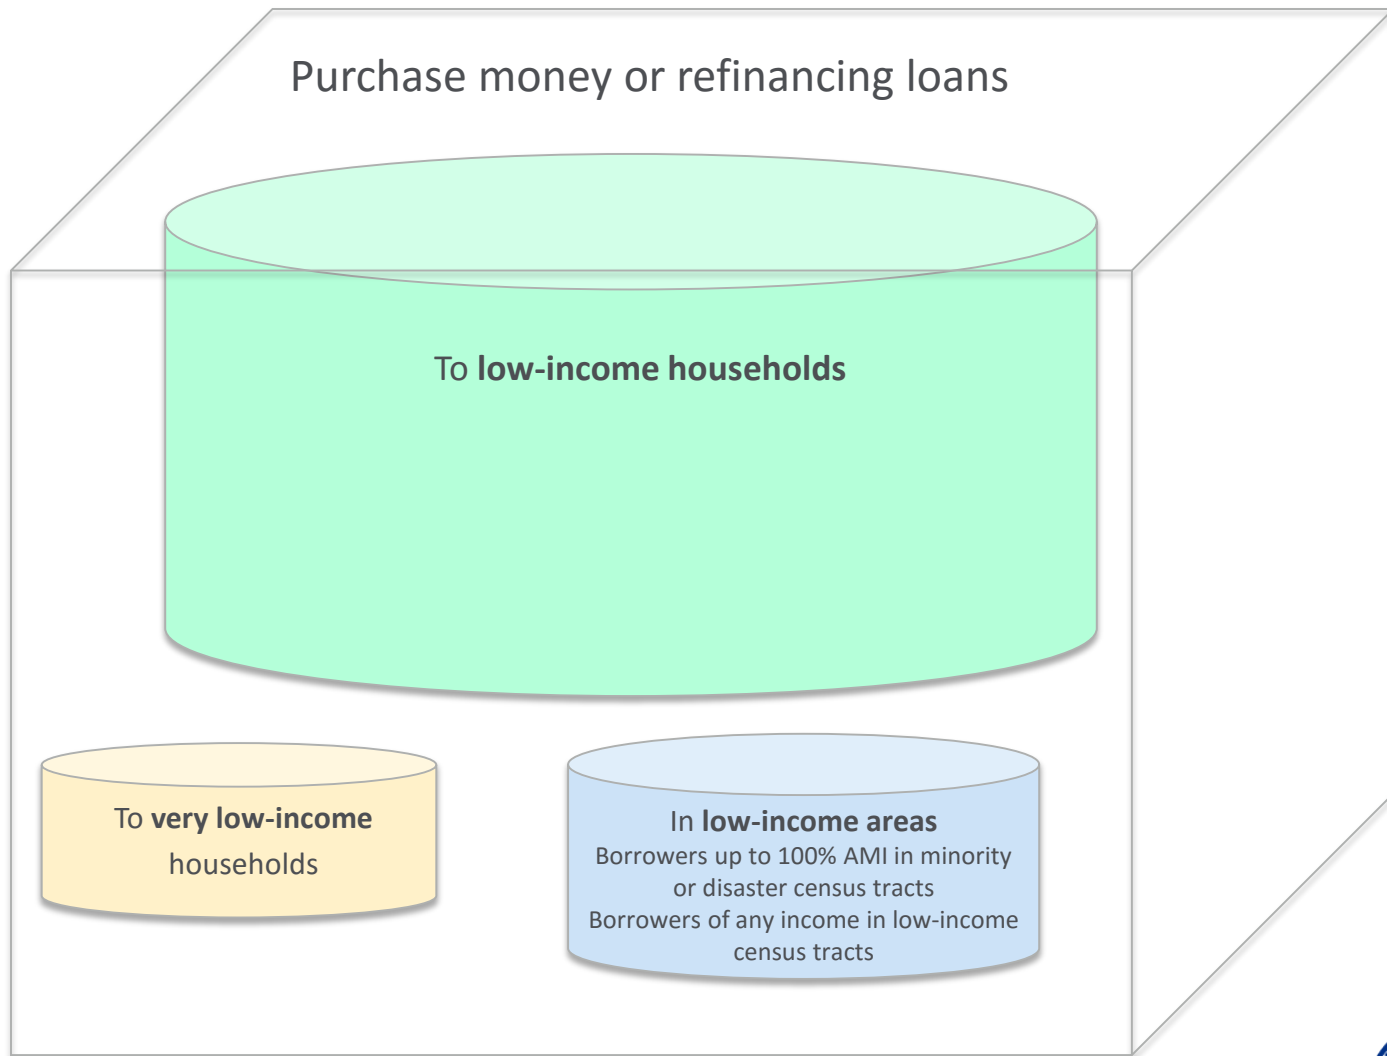 Purchase money or refinancing loans
To low-income households
To very low-income
households
In low-income areas
Borrowers up to 100% AMI in minority
or disaster census tracts
Borrowers of any income in low-income
census tracts